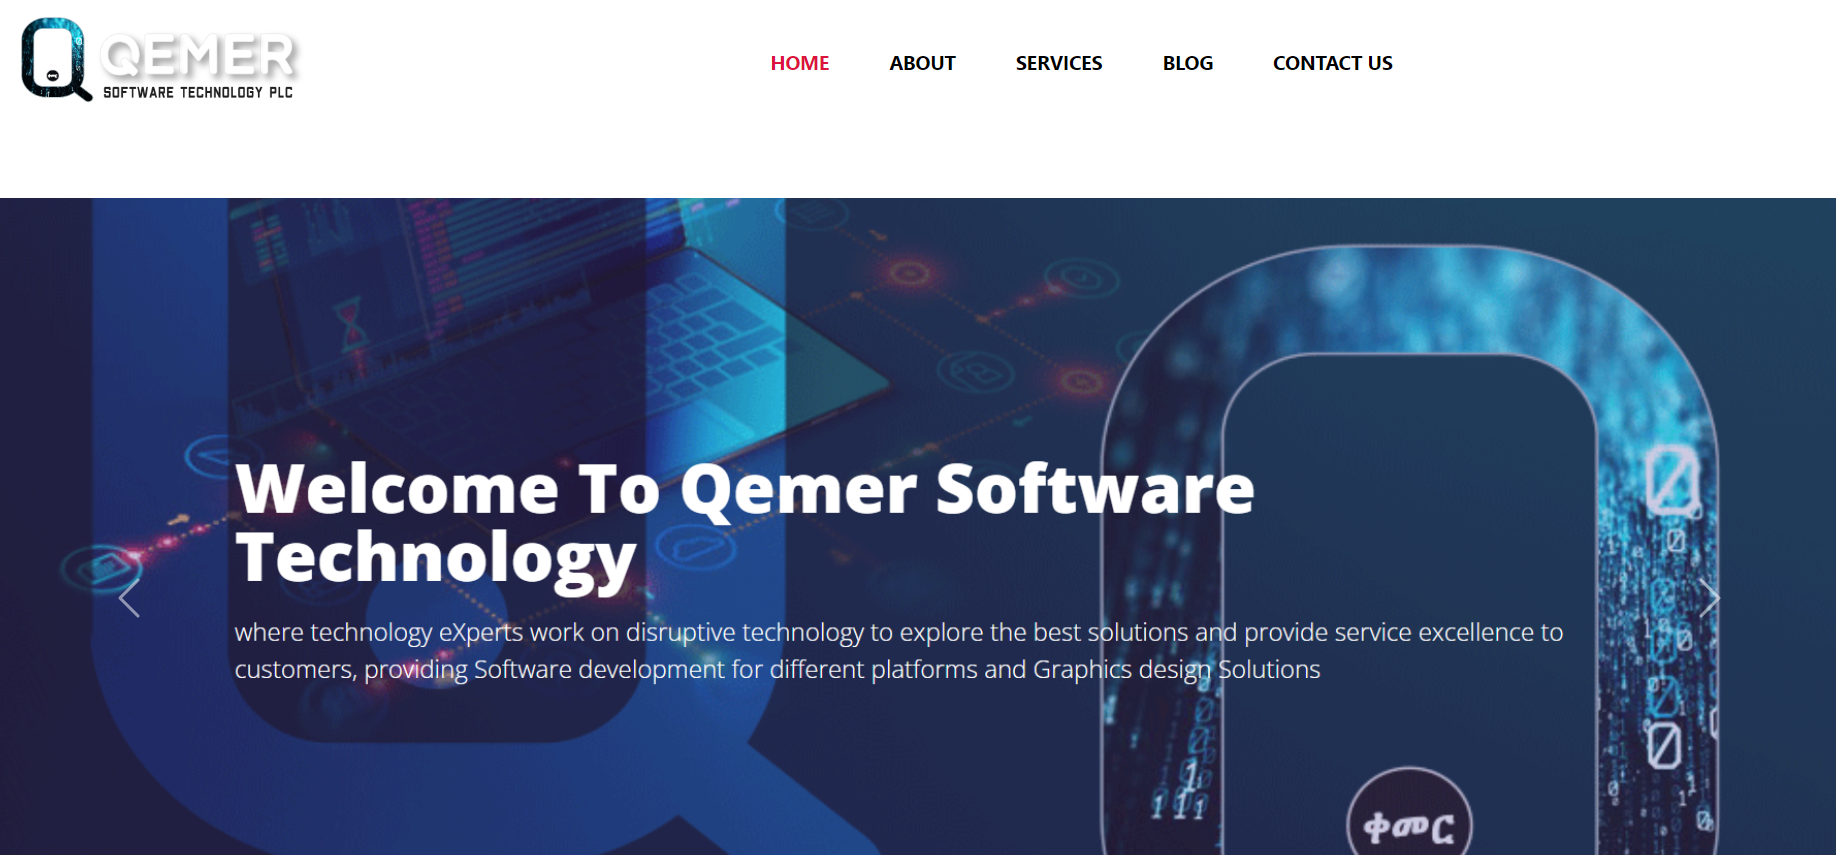 QEMER
SOFTWARE TECHNOLOGY PLC
HOME
ABOUT
SERVICES
BLOG
CONTACT US
Welcome To Qemer Software
Technology
where technology eXperts work on disruptive technology to explore the best solutions and provide service excellence to
customers, providing Software development for different platforms and Graphics design Solutions
ቀመር